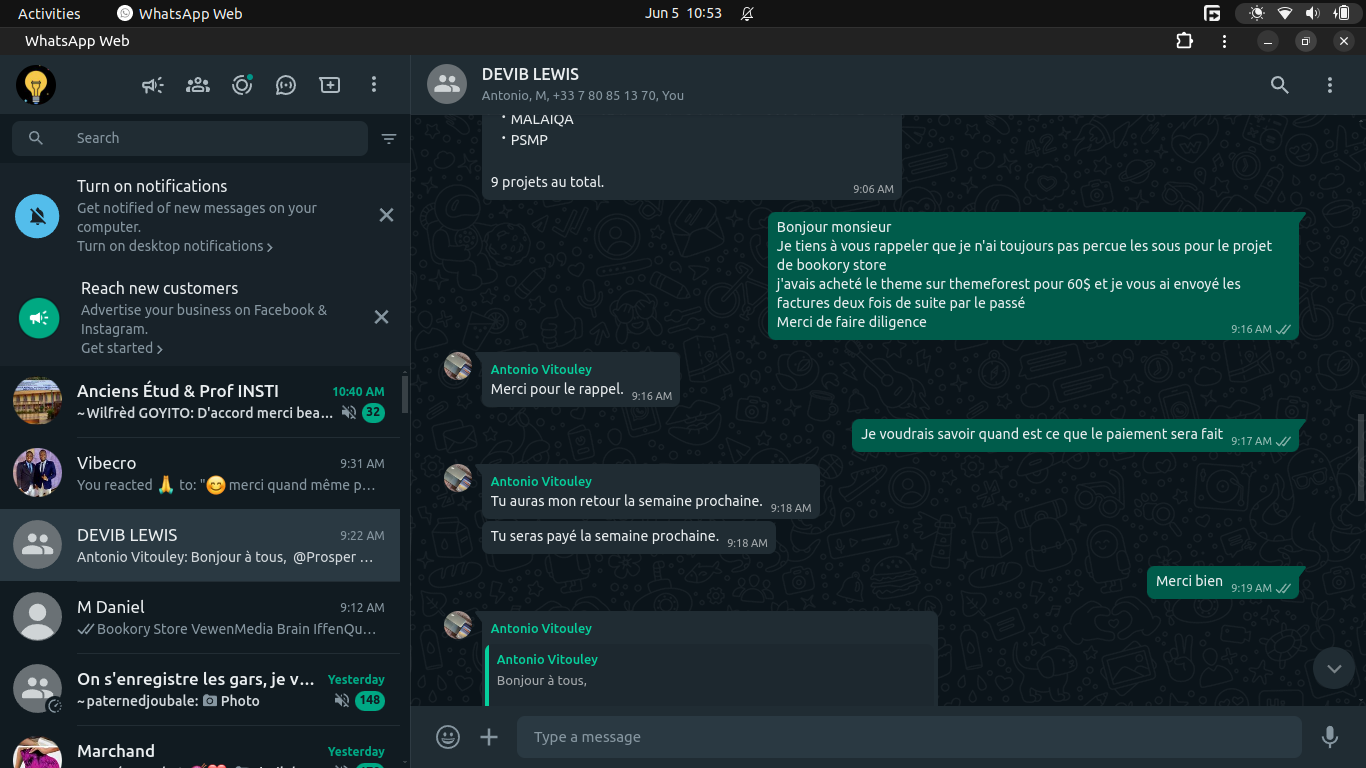 Activities
WhatsApp Web
Jun 5 10:53
WhatsApp Web
Search
Turn on notifications
Get notified of new messages on your
computer.
Turn on desktop notifications
Reach new customers
Advertise your business on Facebook &
Instagram.
Get started
Anciens Étud & Prof INSTI
10:40 AM
~Wilfrèd GOYITO: D'accord merci bea...
32
Vibecro
9:31 AM
You reacted 🙏 to: "😊 merci quand même p...
DEVIB LEWIS
9:22 AM
Antonio Vitouley: Bonjour à tous, @Prosper ...
M Daniel
9:12 AM
Bookory Store VewenMedia Brain IffenQu...
On s'enregistre les gars, je v...
Yesterday
~paternedjoubale: 📷 Photo
148
Marchand
Yesterday
DEVIB LEWIS
Antonio, M, +33 7 80 85 13 70, You
• MALAIQA
• PSMP
9 projets au total.
9:06 AM
Bonjour monsieur
Je tiens à vous rappeler que je n'ai toujours pas percue les sous pour le projet
de bookory store
j'avais acheté le theme sur themeforest pour 60$ et je vous ai envoyé les
factures deux fois de suite par le passé
Merci de faire diligence
9:16 AM
Antonio Vitouley
Merci pour le rappel.
9:16 AM
Je voudrais savoir quand est ce que le paiement sera fait
9:17 AM
Antonio Vitouley
Tu auras mon retour la semaine prochaine.
9:18 AM
Tu seras payé la semaine prochaine.
9:18 AM
Merci bien
9:19 AM
Antonio Vitouley
Antonio Vitouley
Bonjour à tous,
Type a message